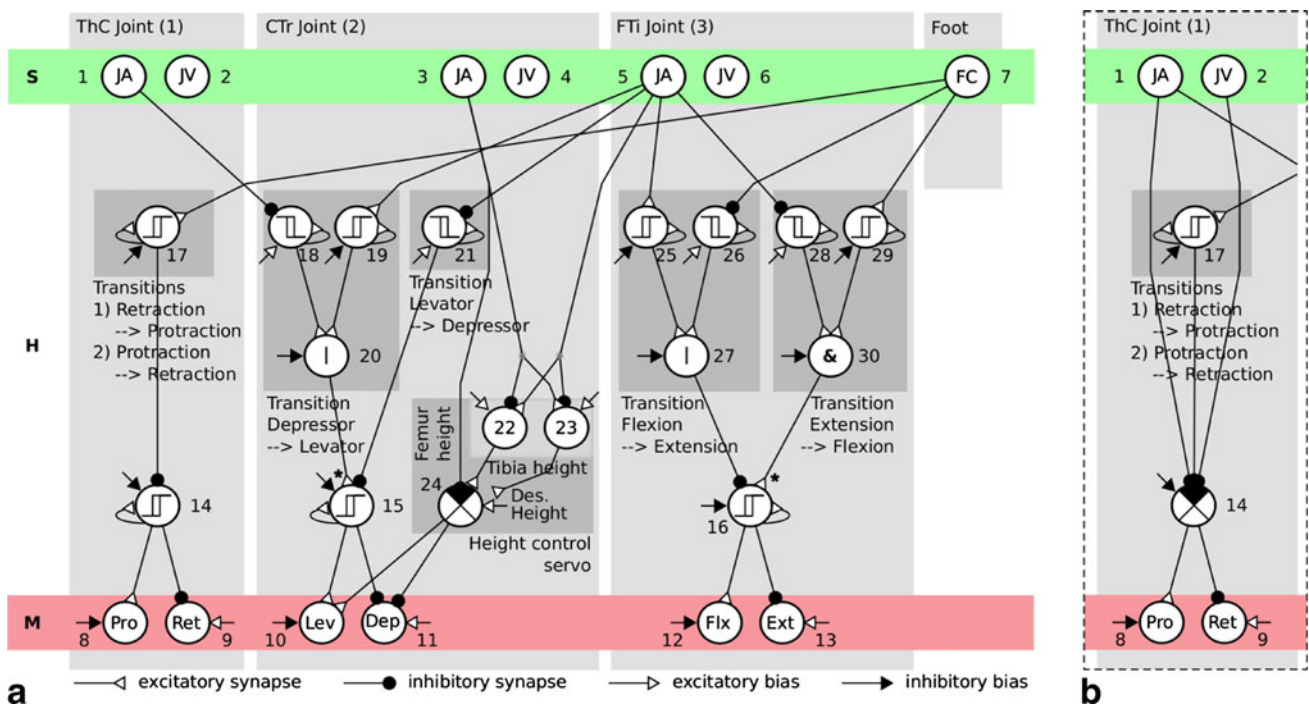 ThC Joint (1)
CTr Joint (2)
FTi Joint (3)
Foot
S
1 JA JV 2
3 JA JV 4
5 JA JV 6
FC 7
17
18
19
21
25
26
28
29
Transitions
1) Retraction
--> Protraction
2) Protraction
--> Retraction
Transition
Levator
--> Depressor
H
| 20
| 27
& 30
Transition
Depressor
--> Levator
Femur
height
22
23
Tibia height
24
Des.
Height
Height control
servo
Transition
Flexion
--> Extension
Transition
Extension
--> Flexion
14
* 15
16 *
M
Pro Ret
8 9
Lev Dep
10 11
Flx Ext
12 13
a
excitatory synapse
inhibitory synapse
excitatory bias
inhibitory bias
ThC Joint (1)
1 JA JV 2
17
Transitions
1) Retraction
--> Protraction
2) Protraction
--> Retraction
14
Pro Ret
8 9
b